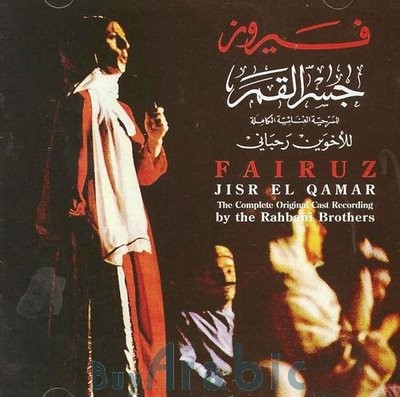 فيروز
جسر القمر
المسرحية الغنائية الكاملة
للأخوين رحباني
FAIRUZ
JISR EL QAMAR
The Complete Original Cast Recording
by the Rahbani Brothers
BuyArabic